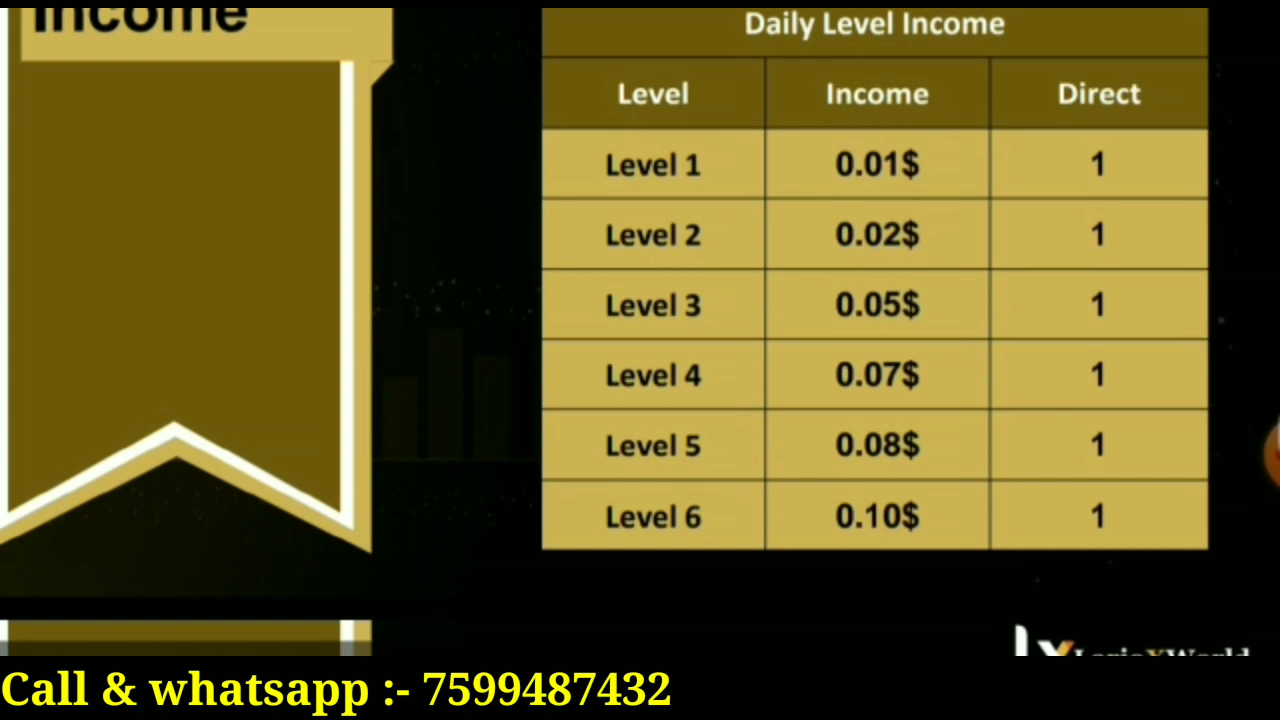 Income
Daily Level Income
Level Income Direct
Level 1 0.01$ 1
Level 2 0.02$ 1
Level 3 0.05$ 1
Level 4 0.07$ 1
Level 5 0.08$ 1
Level 6 0.10$ 1
Call & whatsapp :- 7599487432